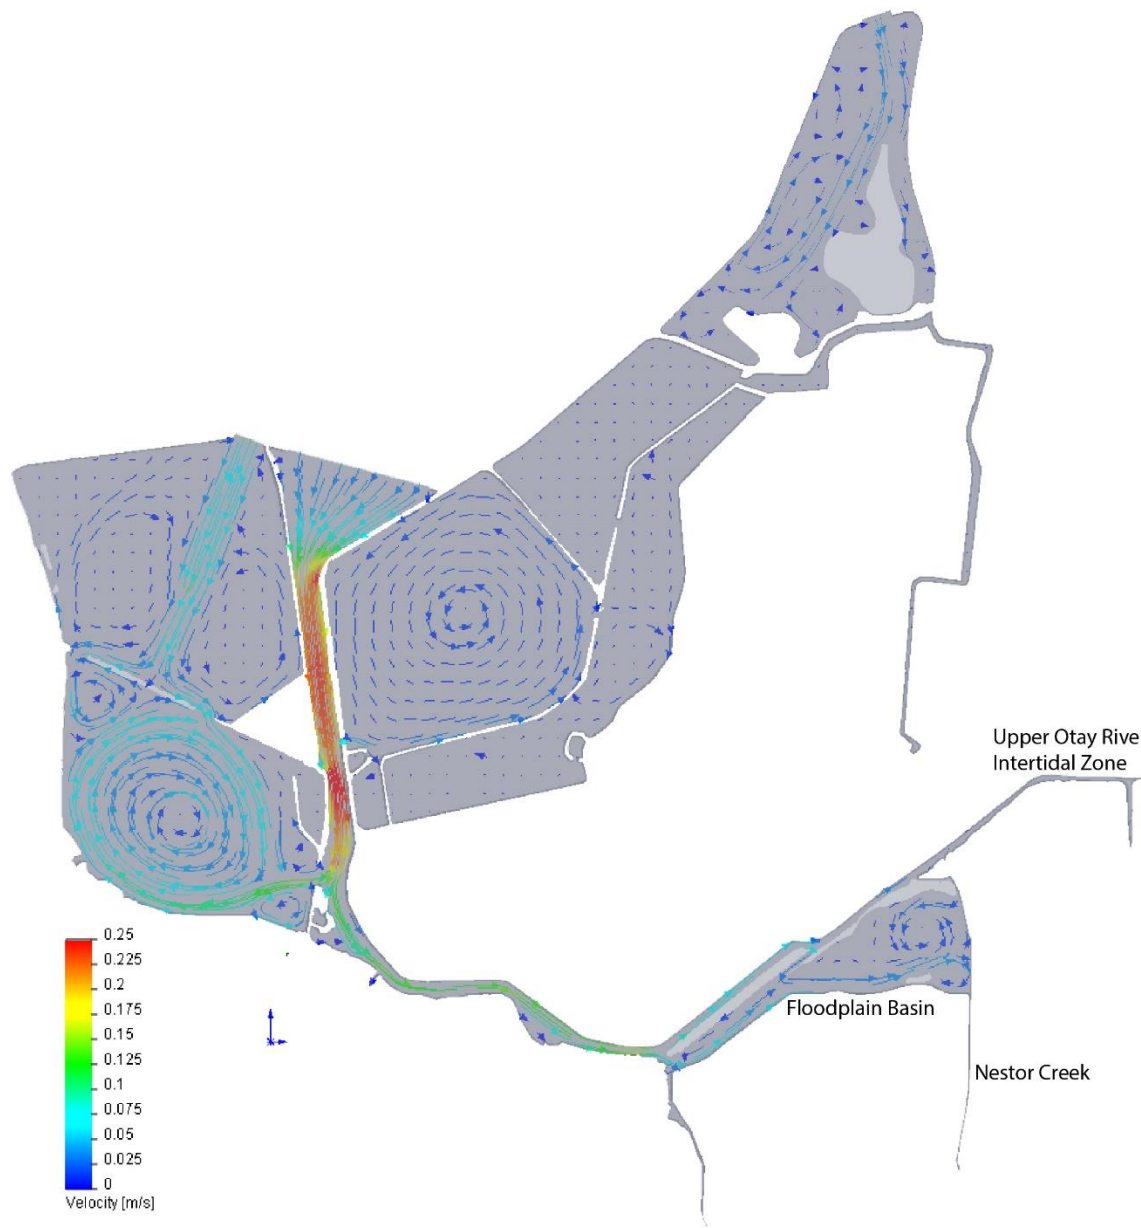 Upper Otay Rive
Intertidal Zone
Floodplain Basin
Nestor Creek
0.25
0.225
0.2
0.175
0.15
0.125
0.1
0.075
0.05
0.025
0
Velocity [m/s]